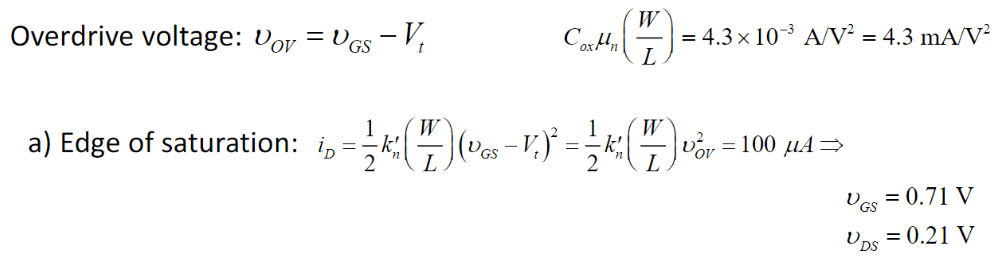 Overdrive voltage: υ_OV = υ_GS − V_t    C_ox μ_n (W/L) = 4.3 × 10⁻³ A/V² = 4.3 mA/V²
a) Edge of saturation: i_D = 1/2 k′_n (W/L) (υ_GS − V_t)² = 1/2 k′_n (W/L) υ²_OV = 100 μA ⇒
υ_GS = 0.71 V
υ_DS = 0.21 V